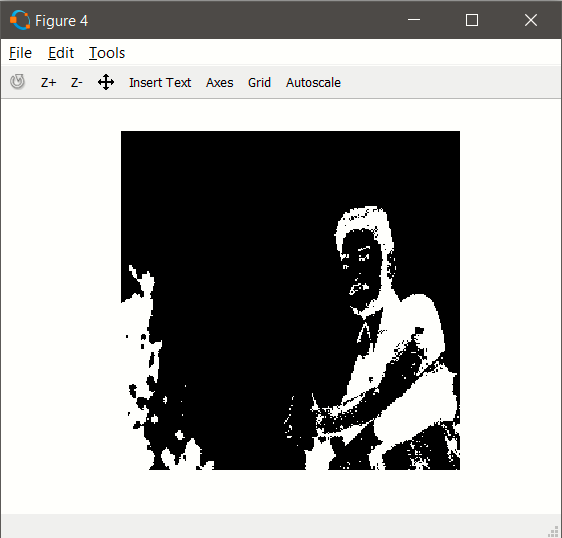 Figure 4
File Edit Tools
Z+ Z- Insert Text Axes Grid Autoscale